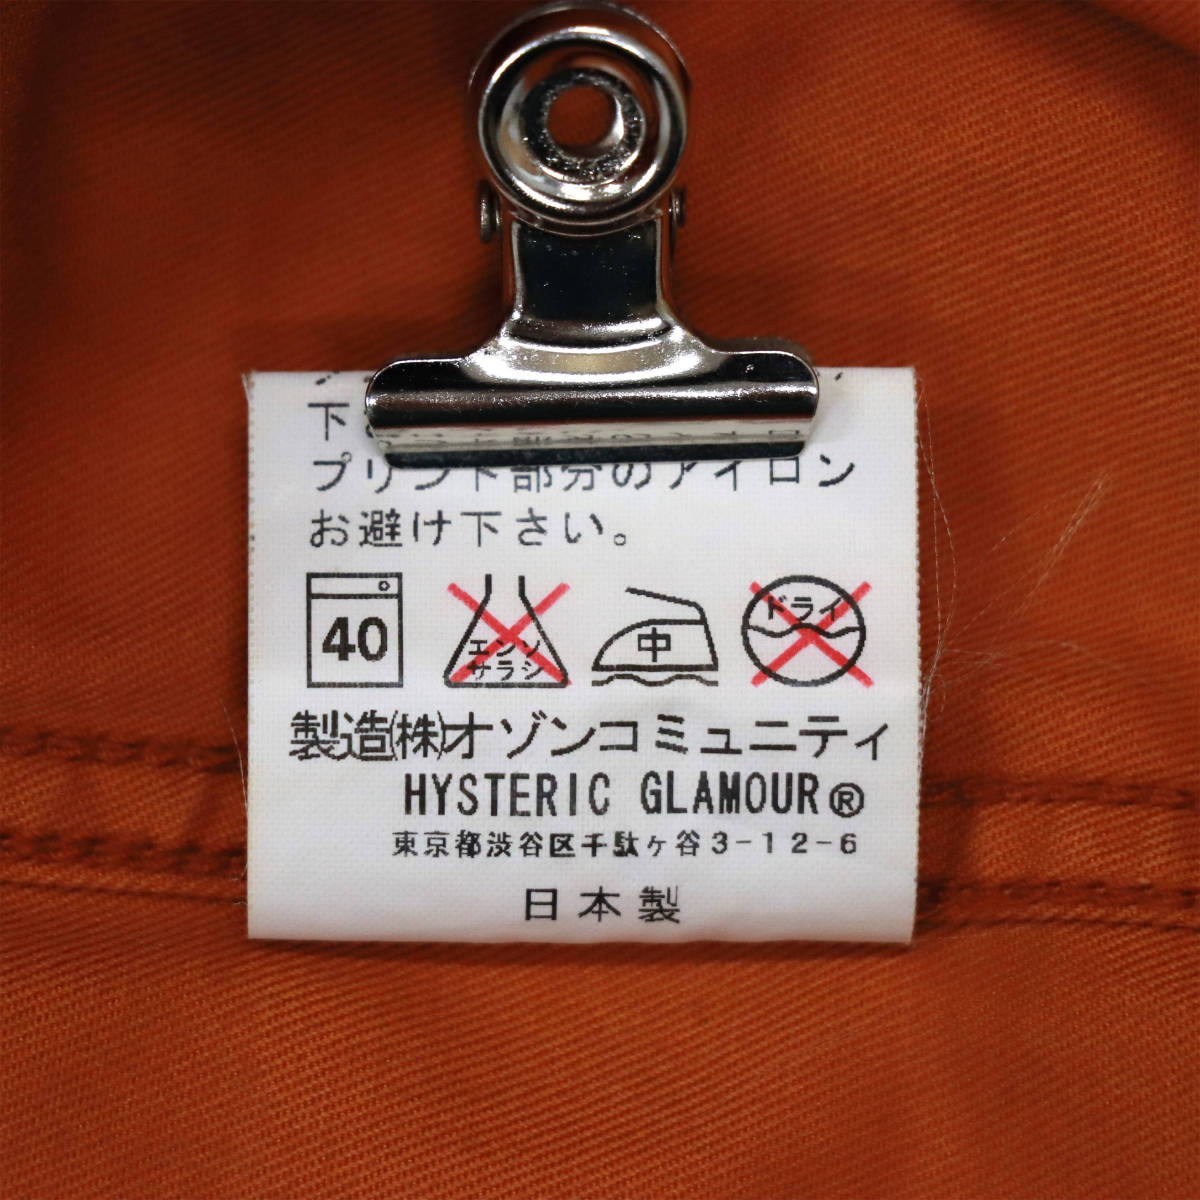 下
プリント部分のアイロン
お避け下さい。
40
エンソ
サラシ
中
ドライ
製造㈱オゾンコミュニティ
HYSTERIC GLAMOUR®
東京都渋谷区千駄ヶ谷3-12-6
日本製